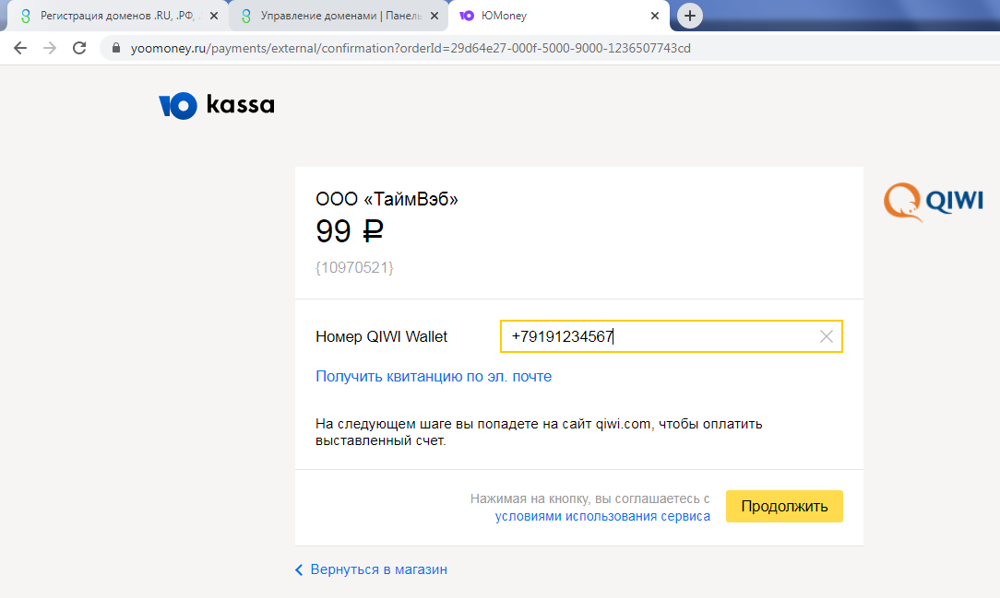 Регистрация доменов .RU, .РФ,
Управление доменами | Панель
ЮMoney
yoomoney.ru/payments/external/confirmation?orderId=29d64e27-000f-5000-9000-1236507743cd
Ю kassa
ООО «ТаймВэб»
99 ₽
{10970521}
QIWI
Номер QIWI Wallet
+79191234567
Получить квитанцию по эл. почте
На следующем шаге вы попадете на сайт qiwi.com, чтобы оплатить
выставленный счет.
Нажимая на кнопку, вы соглашаетесь с
условиями использования сервиса
Продолжить
Вернуться в магазин